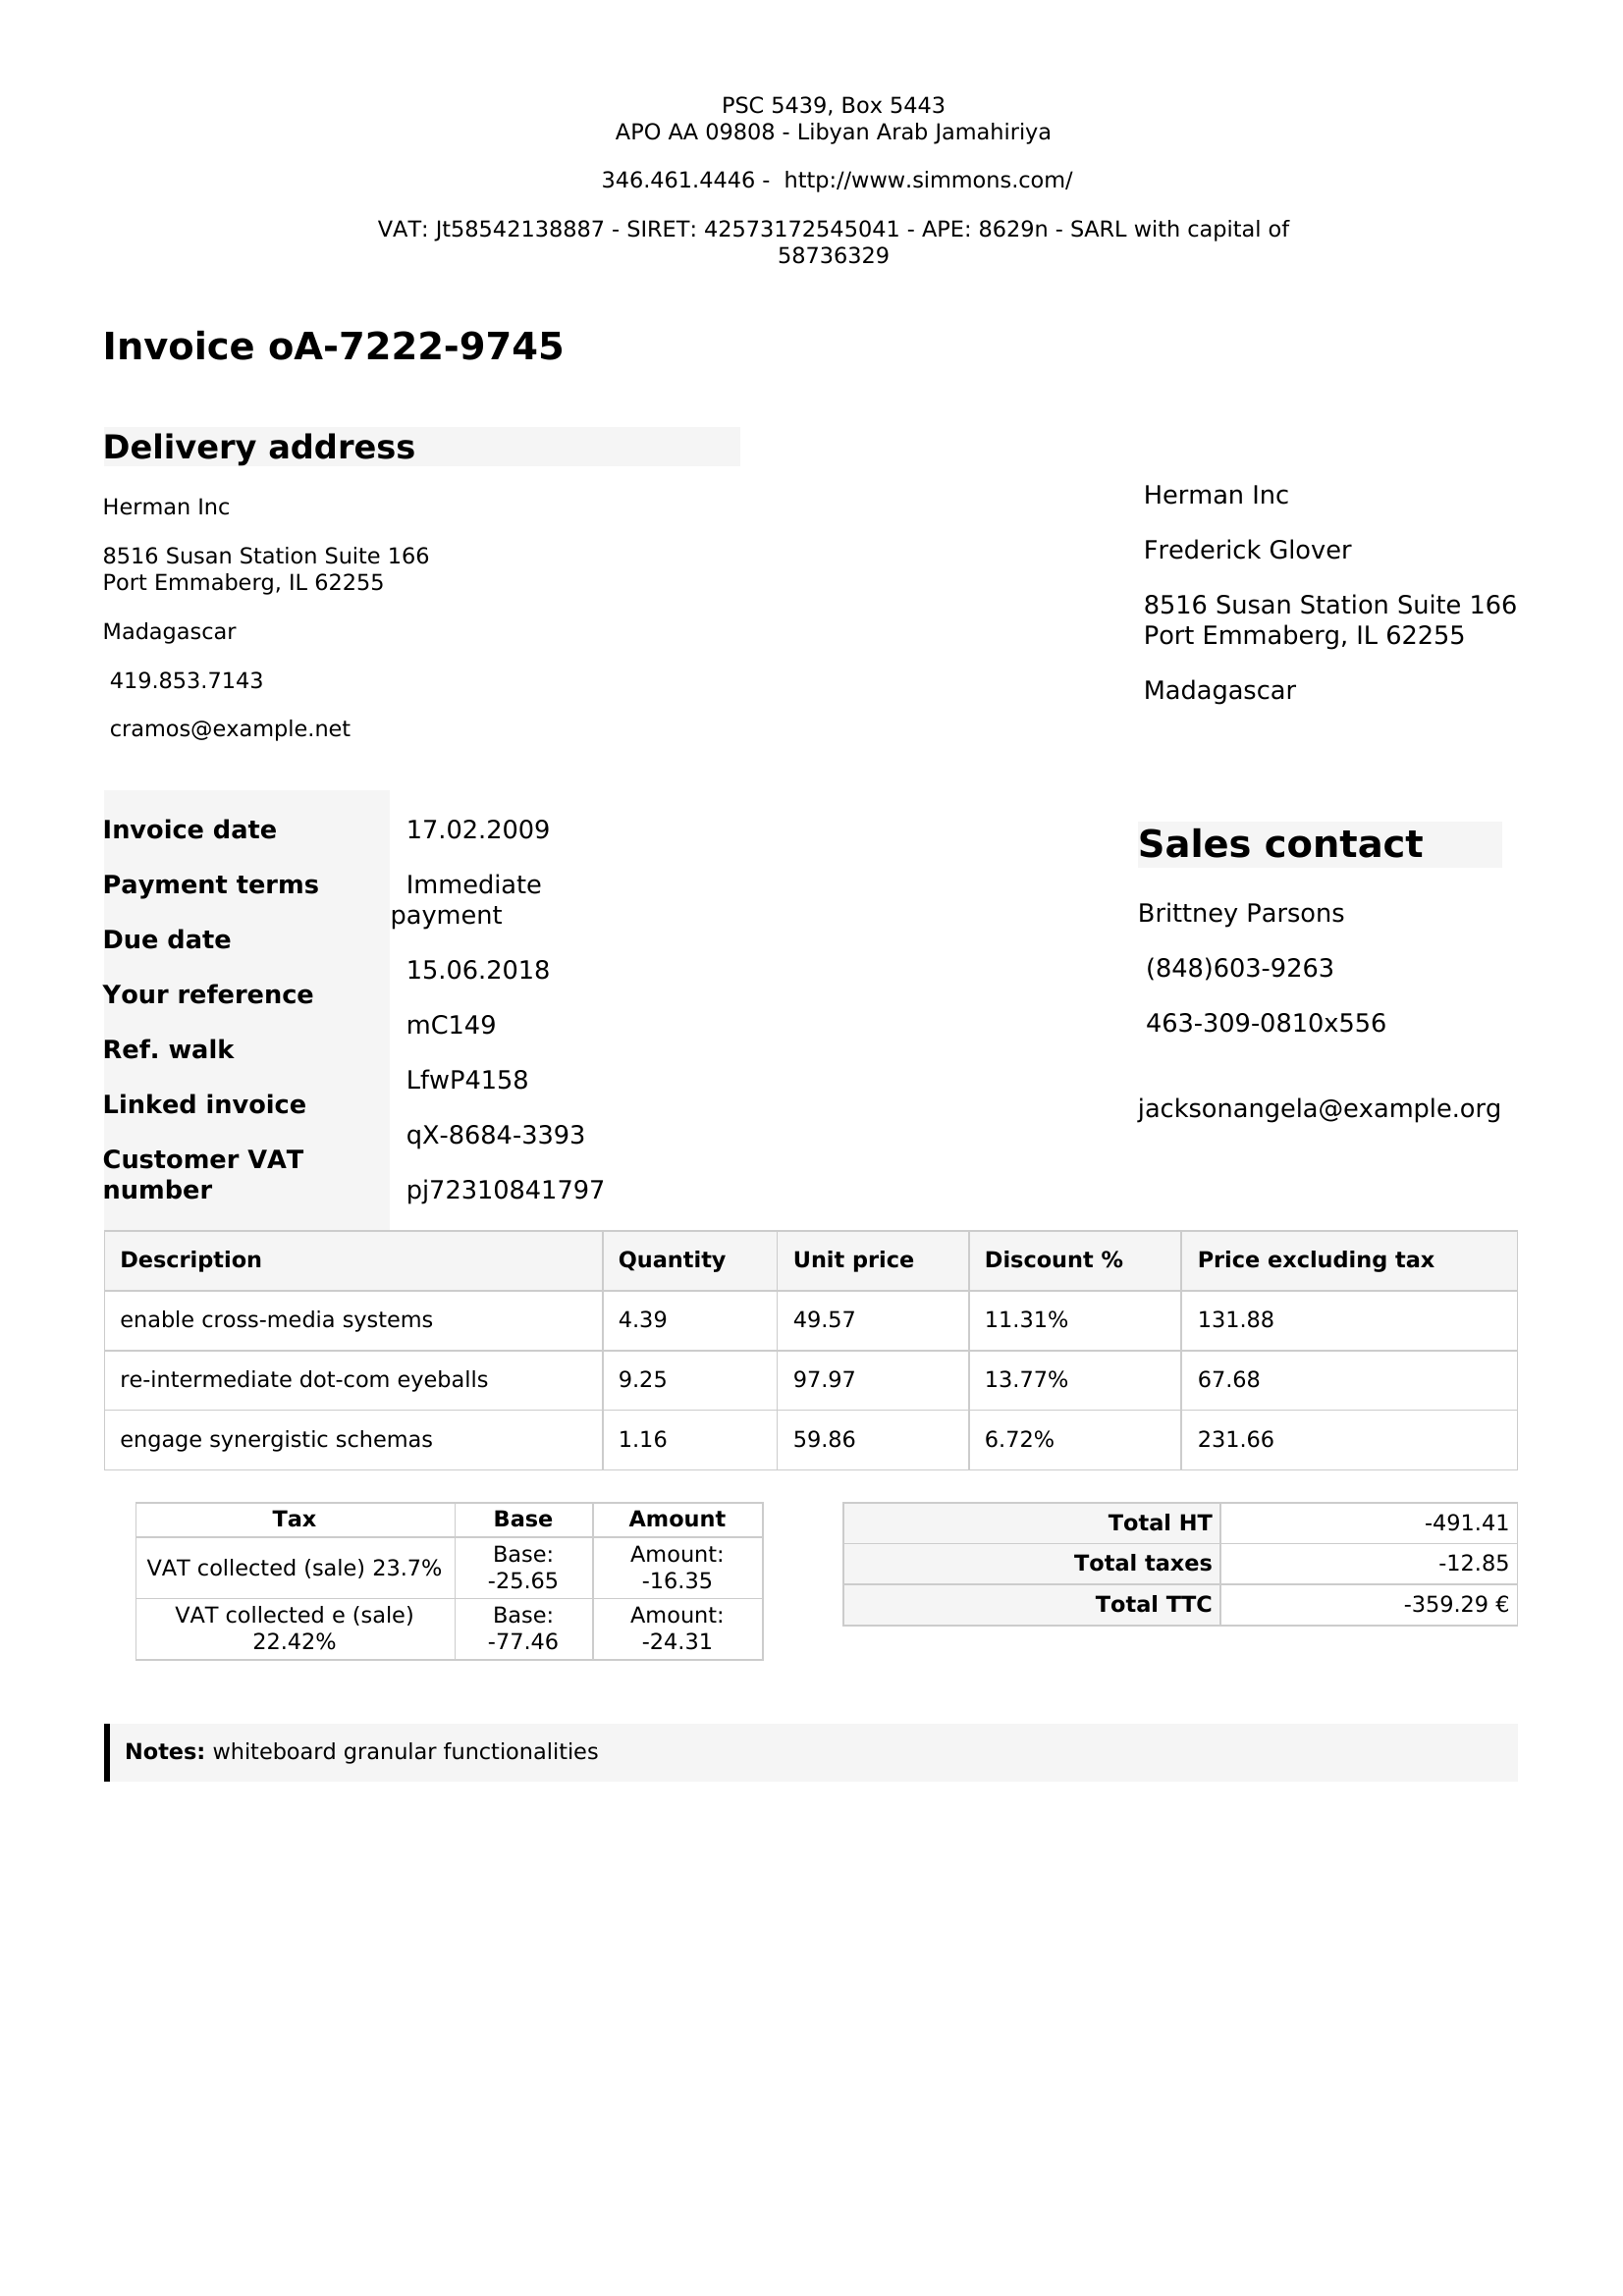 PSC 5439, Box 5443
APO AA 09808 - Libyan Arab Jamahiriya
346.461.4446 - http://www.simmons.com/
VAT: Jt58542138887 - SIRET: 42573172545041 - APE: 8629n - SARL with capital of
58736329
Invoice oA-7222-9745
Delivery address
Herman Inc
8516 Susan Station Suite 166
Port Emmaberg, IL 62255
Madagascar
419.853.7143
cramos@example.net
Herman Inc
Frederick Glover
8516 Susan Station Suite 166
Port Emmaberg, IL 62255
Madagascar
Invoice date
Payment terms
Due date
Your reference
Ref. walk
Linked invoice
Customer VAT
number
17.02.2009
Immediate
payment
15.06.2018
mC149
LfwP4158
qX-8684-3393
pj72310841797
Sales contact
Brittney Parsons
(848)603-9263
463-309-0810x556
jacksonangela@example.org
Description Quantity Unit price Discount % Price excluding tax
enable cross-media systems 4.39 49.57 11.31% 131.88
re-intermediate dot-com eyeballs 9.25 97.97 13.77% 67.68
engage synergistic schemas 1.16 59.86 6.72% 231.66
Tax Base Amount
VAT collected (sale) 23.7% Base: -25.65 Amount: -16.35
VAT collected e (sale) 22.42% Base: -77.46 Amount: -24.31
Total HT -491.41
Total taxes -12.85
Total TTC -359.29 €
Notes: whiteboard granular functionalities